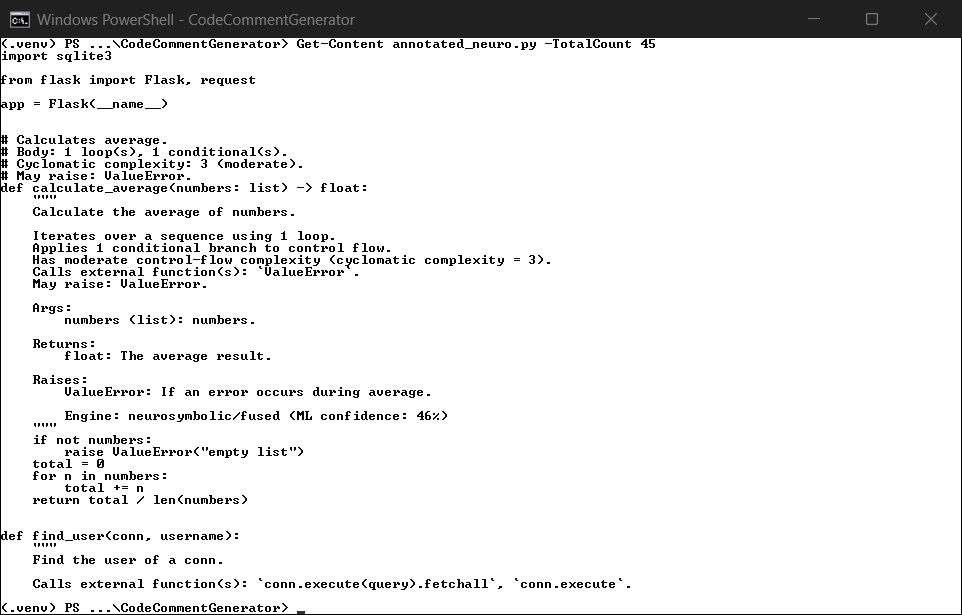 Windows PowerShell - CodeCommentGenerator
(.venv) PS ...\CodeCommentGenerator> Get-Content annotated_neuro.py -TotalCount 45
import sqlite3
from flask import Flask, request
app = Flask(__name__)
# Calculates average.
# Body: 1 loop(s), 1 conditional(s).
# Cyclomatic complexity: 3 (moderate).
# May raise: ValueError.
def calculate_average(numbers: list) -> float:
    """
    Calculate the average of numbers.
    Iterates over a sequence using 1 loop.
    Applies 1 conditional branch to control flow.
    Has moderate control-flow complexity (cyclomatic complexity = 3).
    Calls external function(s): `ValueError`.
    May raise: ValueError.
    Args:
        numbers (list): numbers.
    Returns:
        float: The average result.
    Raises:
        ValueError: If an error occurs during average.
        Engine: neurosymbolic/fused (ML confidence: 46%)
    """
    if not numbers:
        raise ValueError("empty list")
    total = 0
    for n in numbers:
        total += n
    return total / len(numbers)
def find_user(conn, username):
    """
    Find the user of a conn.
    Calls external function(s): `conn.execute(query).fetchall`, `conn.execute`.
(.venv) PS ...\CodeCommentGenerator> _